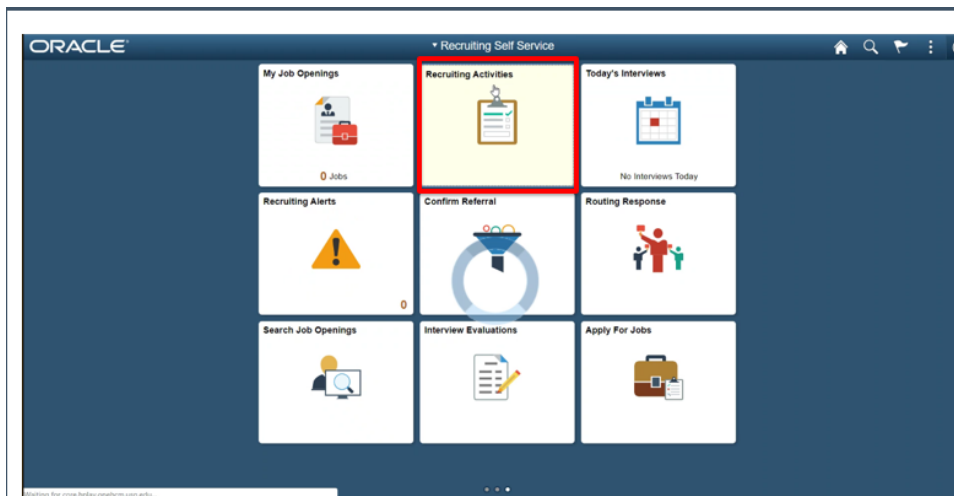 ORACLE
▾ Recruiting Self Service
My Job Openings
Recruiting Activities
Today's Interviews
0 Jobs
No Interviews Today
Recruiting Alerts
Confirm Referral
Routing Response
0
Search Job Openings
Interview Evaluations
Apply For Jobs